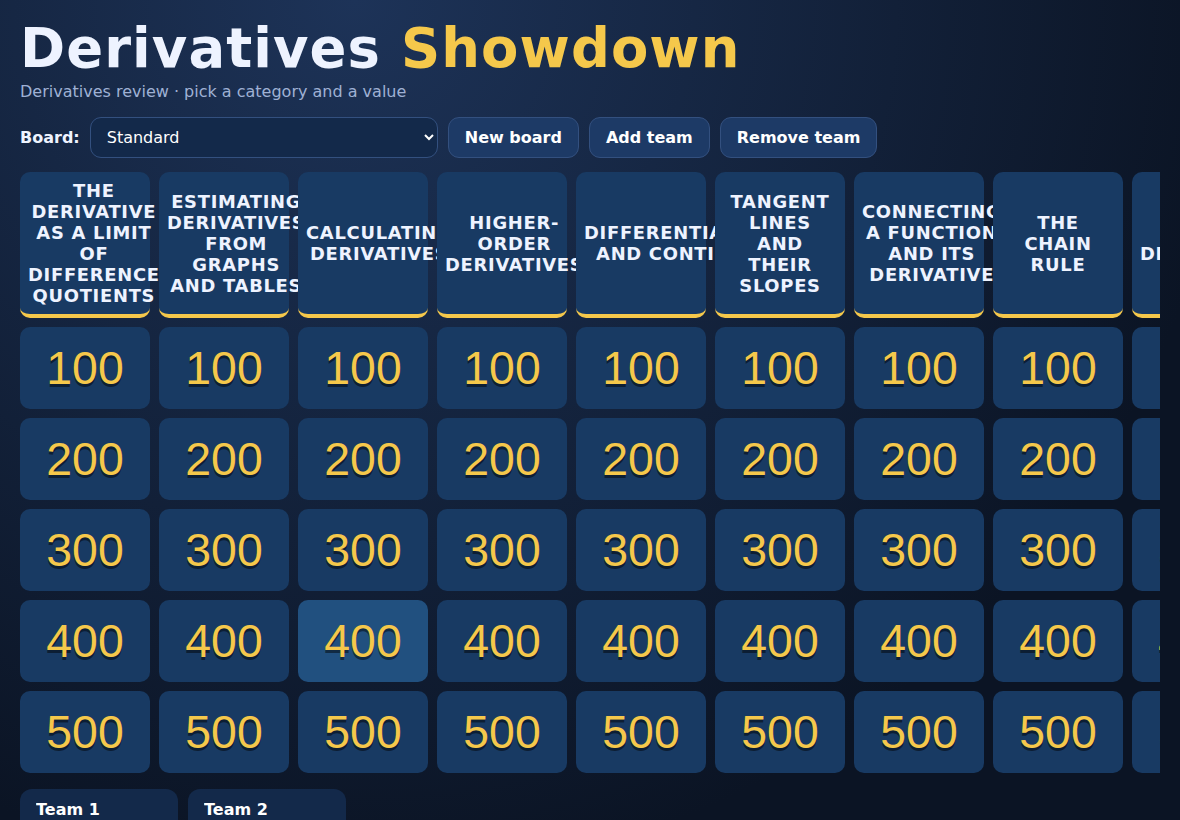 Derivatives Showdown
Derivatives review · pick a category and a value
Board: Standard New board Add team Remove team
THE
DERIVATIVE
AS A LIMIT
OF
DIFFERENCE
QUOTIENTS
ESTIMATING
DERIVATIVES
FROM
GRAPHS
AND TABLES
CALCULATIN
DERIVATIVES
HIGHER-
ORDER
DERIVATIVES
DIFFERENTIA
AND CONTI
TANGENT
LINES
AND
THEIR
SLOPES
CONNECTING
A FUNCTION
AND ITS
DERIVATIVE
THE
CHAIN
RULE
100 100 100 100 100 100 100 100
200 200 200 200 200 200 200 200
300 300 300 300 300 300 300 300
400 400 400 400 400 400 400 400
500 500 500 500 500 500 500 500
Team 1 Team 2